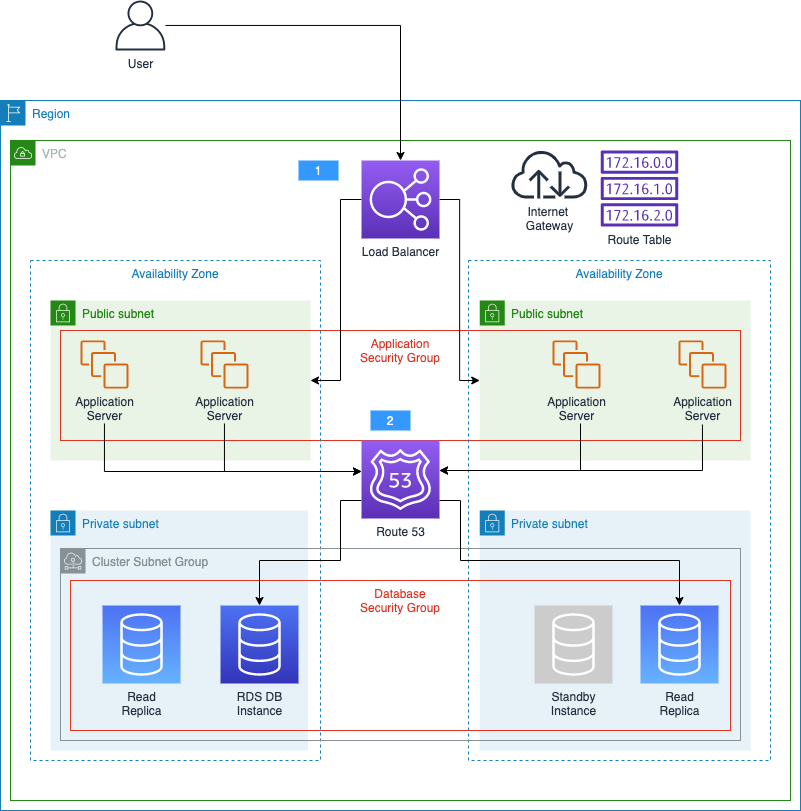 User
Region
VPC
1
Load Balancer
Internet
Gateway
172.16.0.0
172.16.1.0
172.16.2.0
Route Table
Availability Zone
Availability Zone
Public subnet
Public subnet
Application
Security Group
Application
Server
Application
Server
Application
Server
Application
Server
2
53
Route 53
Private subnet
Private subnet
Cluster Subnet Group
Database
Security Group
Read
Replica
RDS DB
Instance
Standby
Instance
Read
Replica